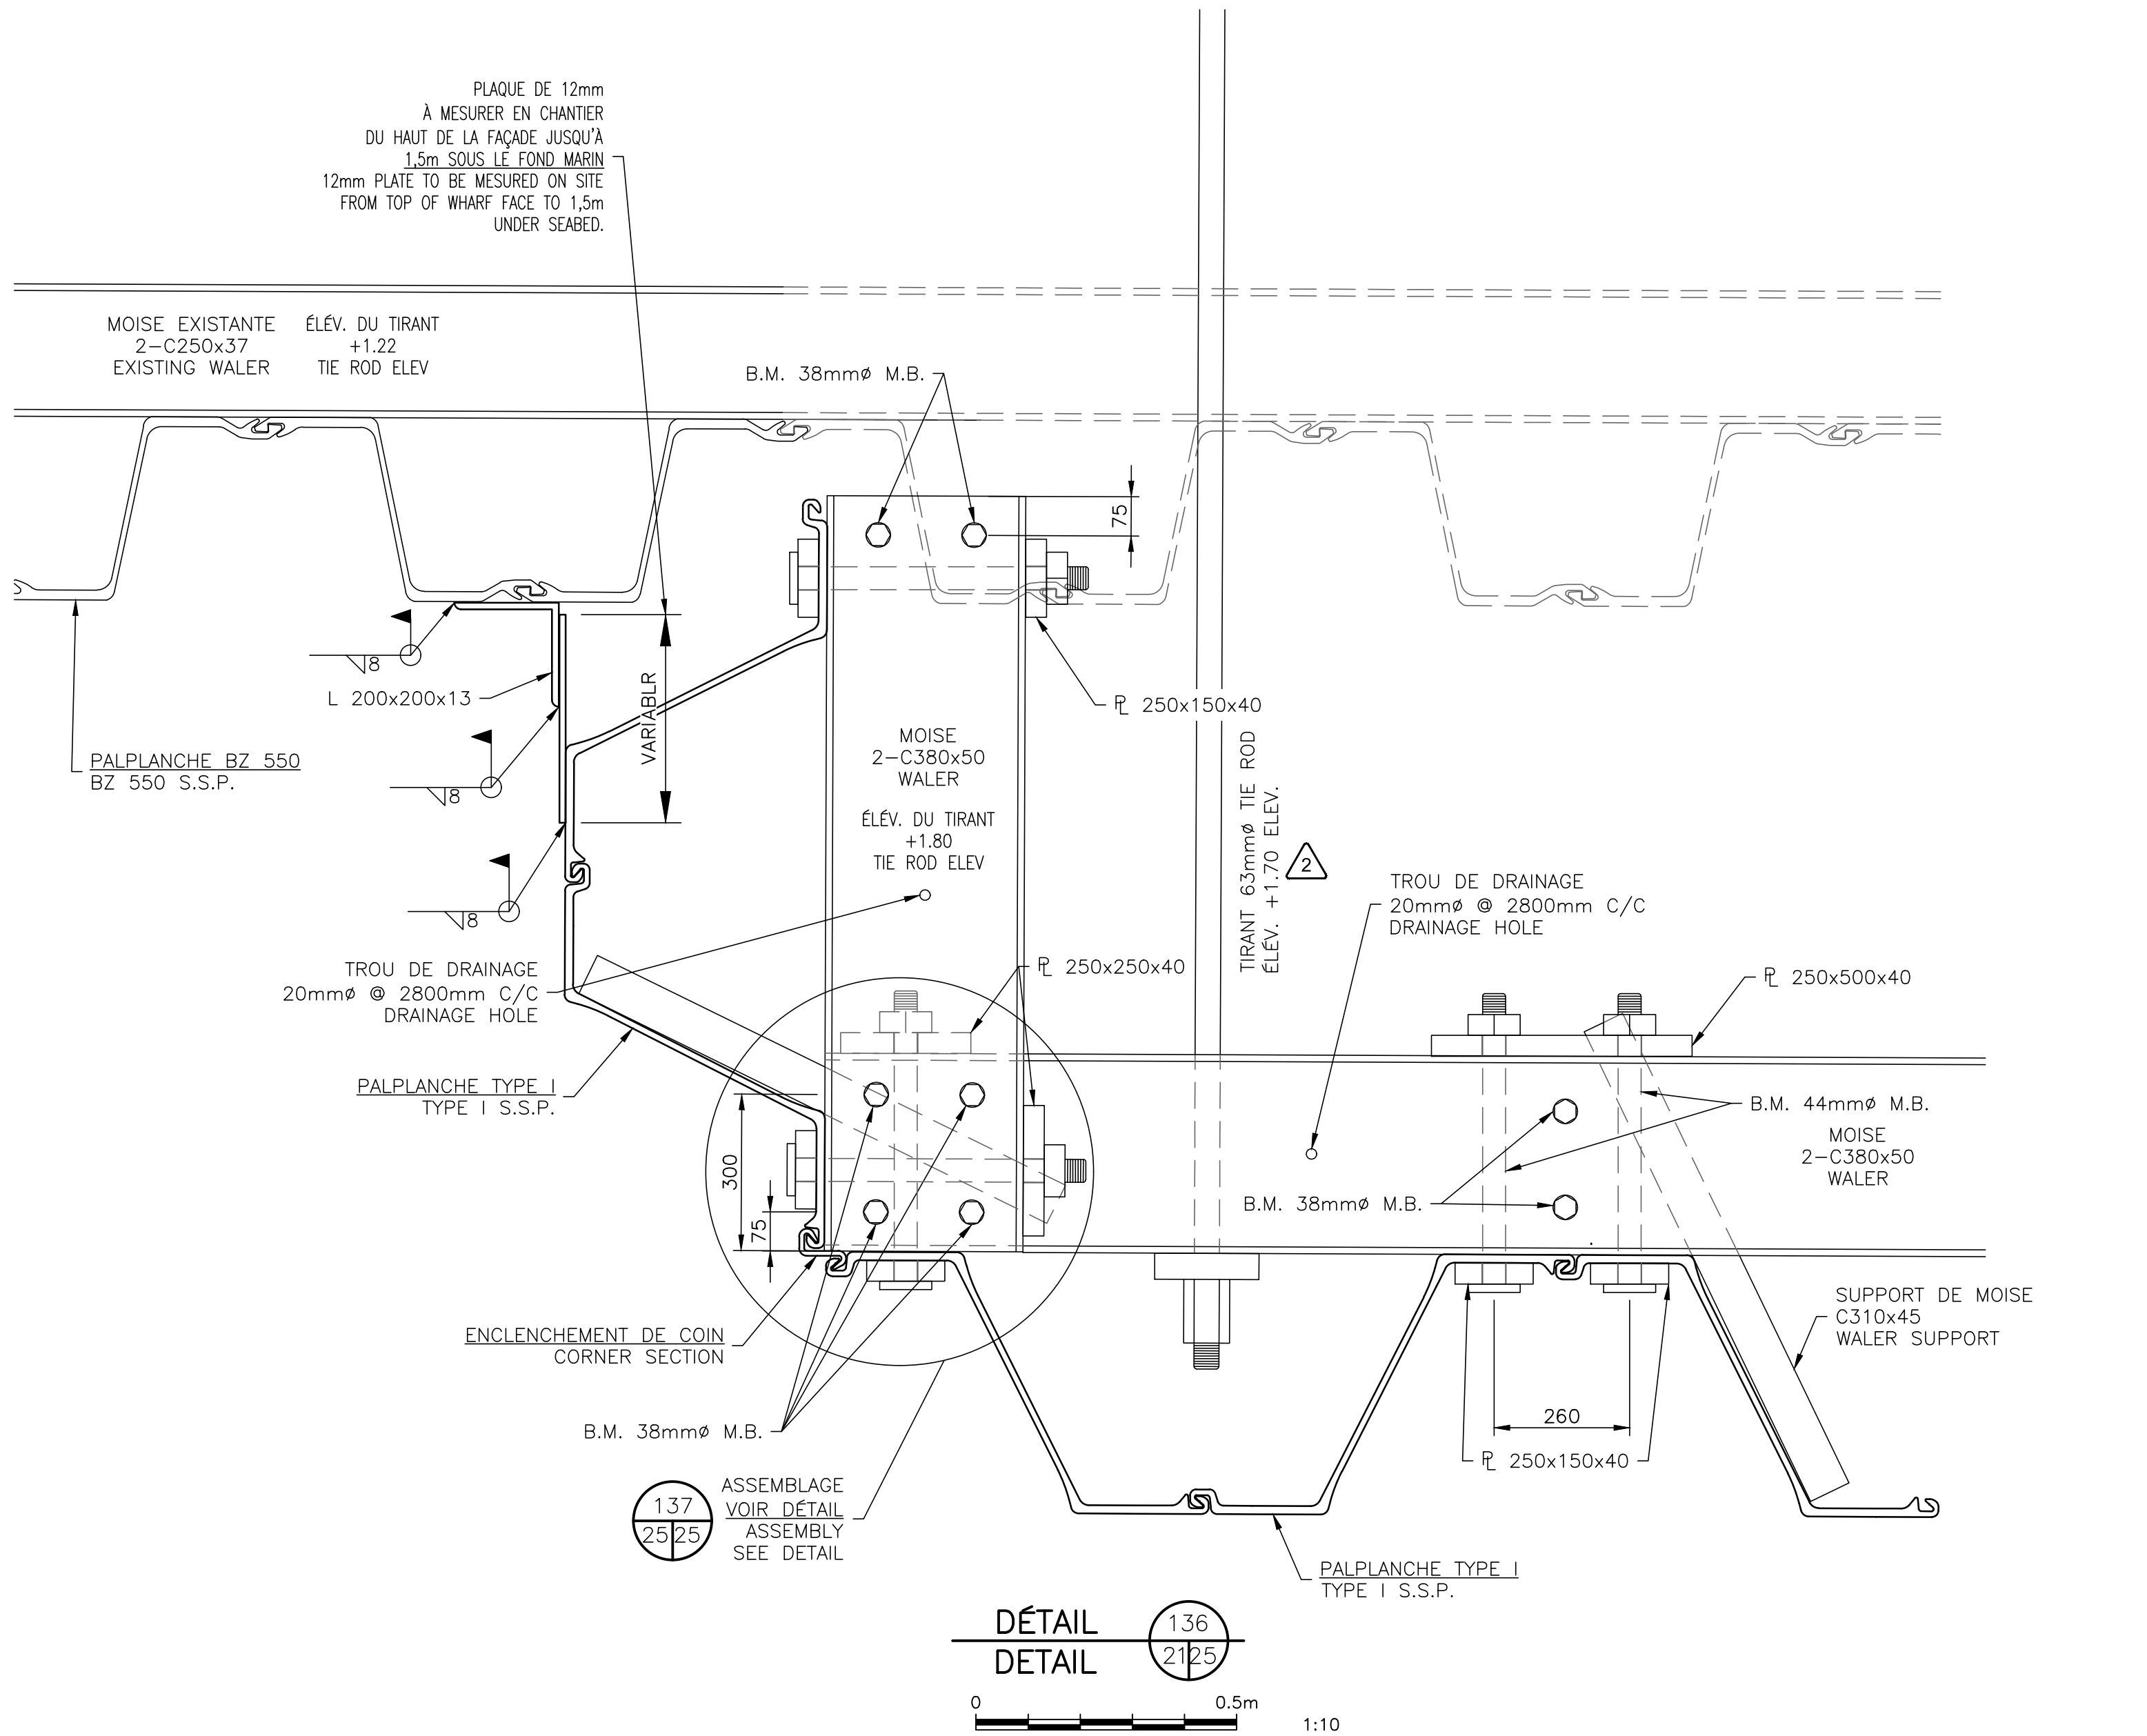 PLAQUE DE 12mm
À MESURER EN CHANTIER
DU HAUT DE LA FAÇADE JUSQU'À
1,5m SOUS LE FOND MARIN
12mm PLATE TO BE MESURED ON SITE
FROM TOP OF WHARF FACE TO 1,5m
UNDER SEABED.
MOISE EXISTANTE
2-C250x37
EXISTING WALER
ÉLÉV. DU TIRANT
+1.22
TIE ROD ELEV
B.M. 38mmø M.B.
75
8
L 200x200x13
VARIABLR
PL 250x150x40
PALPLANCHE BZ 550
BZ 550 S.S.P.
8
MOISE
2-C380x50
WALER
ÉLÉV. DU TIRANT
+1.80
TIE ROD ELEV
TIRANT 63mmø TIE ROD
ÉLÉV. +1.70 ELEV.
2
8
TROU DE DRAINAGE
20mmø @ 2800mm C/C
DRAINAGE HOLE
TROU DE DRAINAGE
20mmø @ 2800mm C/C
DRAINAGE HOLE
PL 250x250x40
PL 250x500x40
PALPLANCHE TYPE I
TYPE I S.S.P.
300
75
B.M. 44mmø M.B.
MOISE
2-C380x50
WALER
B.M. 38mmø M.B.
ENCLENCHEMENT DE COIN
CORNER SECTION
SUPPORT DE MOISE
C310x45
WALER SUPPORT
B.M. 38mmø M.B.
260
PL 250x150x40
137
25 25
ASSEMBLAGE
VOIR DÉTAIL
ASSEMBLY
SEE DETAIL
PALPLANCHE TYPE I
TYPE I S.S.P.
DÉTAIL
DETAIL
136
21 25
0 0.5m
1:10